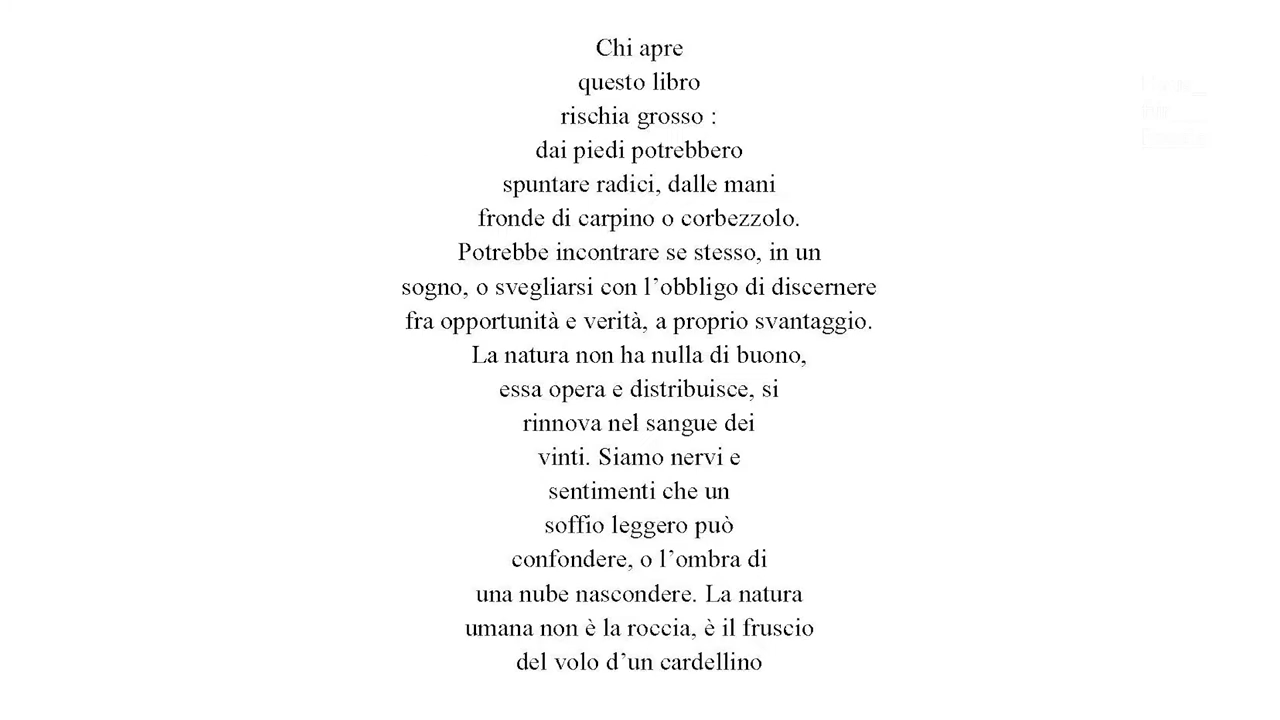 Chi apre
questo libro
rischia grosso :
dai piedi potrebbero
spuntare radici, dalle mani
fronde di carpino o corbezzolo.
Potrebbe incontrare se stesso, in un
sogno, o svegliarsi con l’obbligo di discernere
fra opportunità e verità, a proprio svantaggio.
La natura non ha nulla di buono,
essa opera e distribuisce, si
rinnova nel sangue dei
vinti. Siamo nervi e
sentimenti che un
soffio leggero può
confondere, o l’ombra di
una nube nascondere. La natura
umana non è la roccia, è il fruscio
del volo d’un cardellino